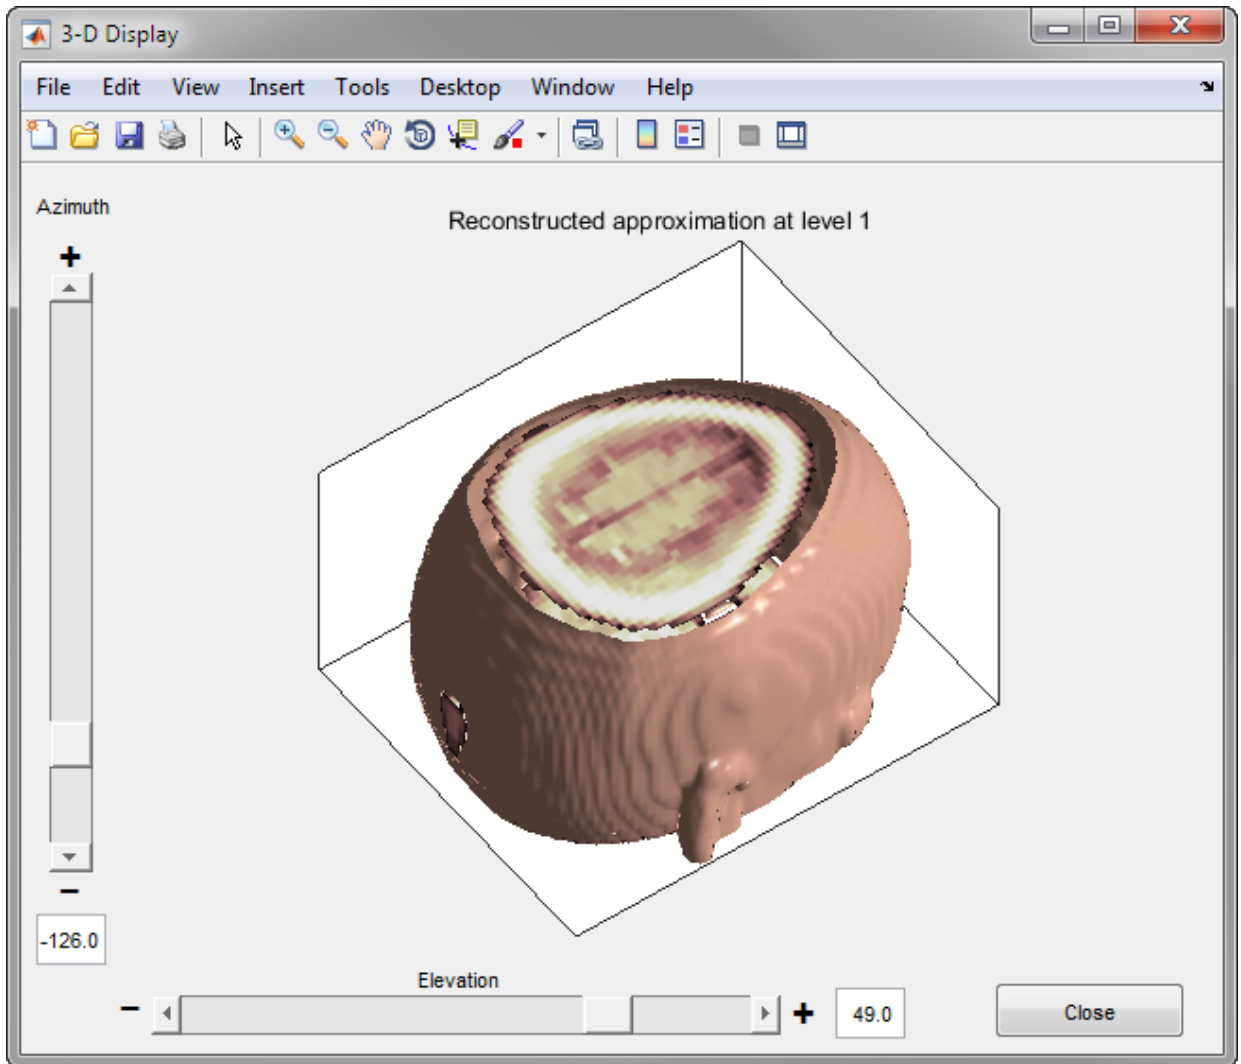 3-D Display
File Edit View Insert Tools Desktop Window Help
Azimuth
Reconstructed approximation at level 1
+
−
-126.0
Elevation
− + 49.0 Close